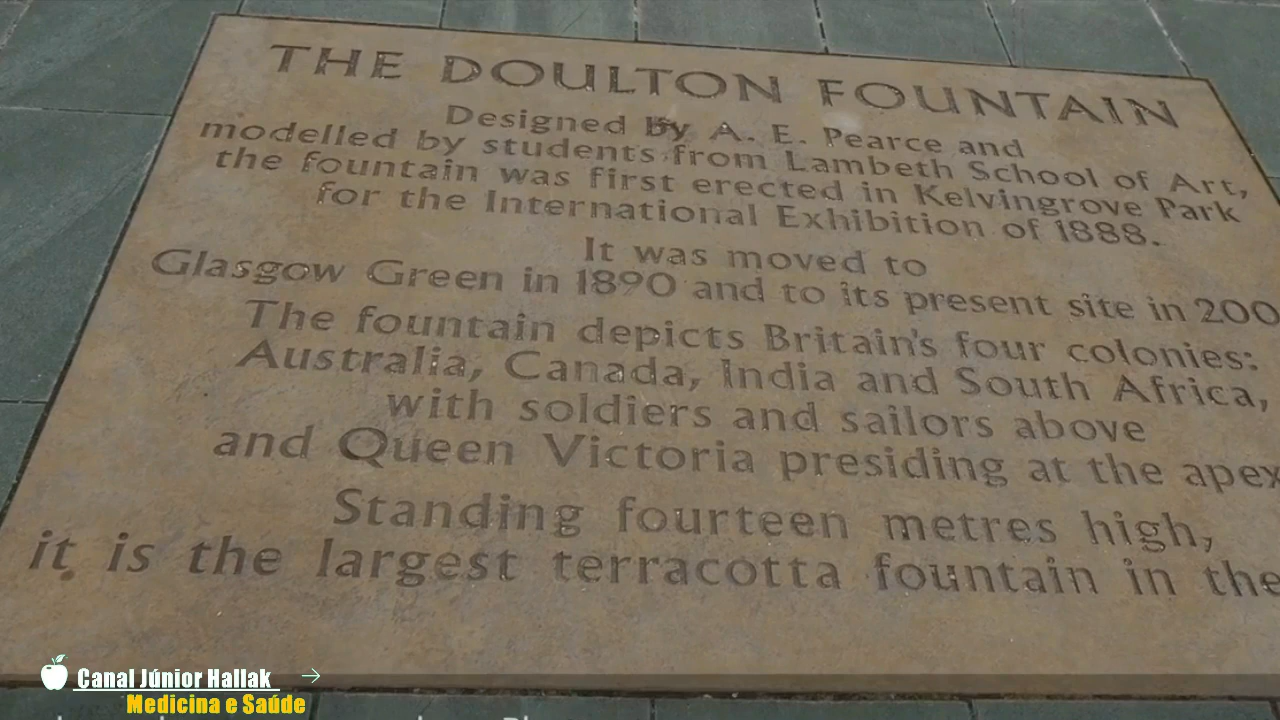 THE DOULTON FOUNTAIN
Designed By A. E. Pearce and
modelled by students from Lambeth School of Art,
the fountain was first erected in Kelvingrove Park
for the International Exhibition of 1888.
It was moved to
Glasgow Green in 1890 and to its present site in 200
The fountain depicts Britain's four colonies:
Australia, Canada, India and South Africa,
with soldiers and sailors above
and Queen Victoria presiding at the apex
Standing fourteen metres high,
it is the largest terracotta fountain in the
Canal Júnior Hallak
Medicina e Saúde